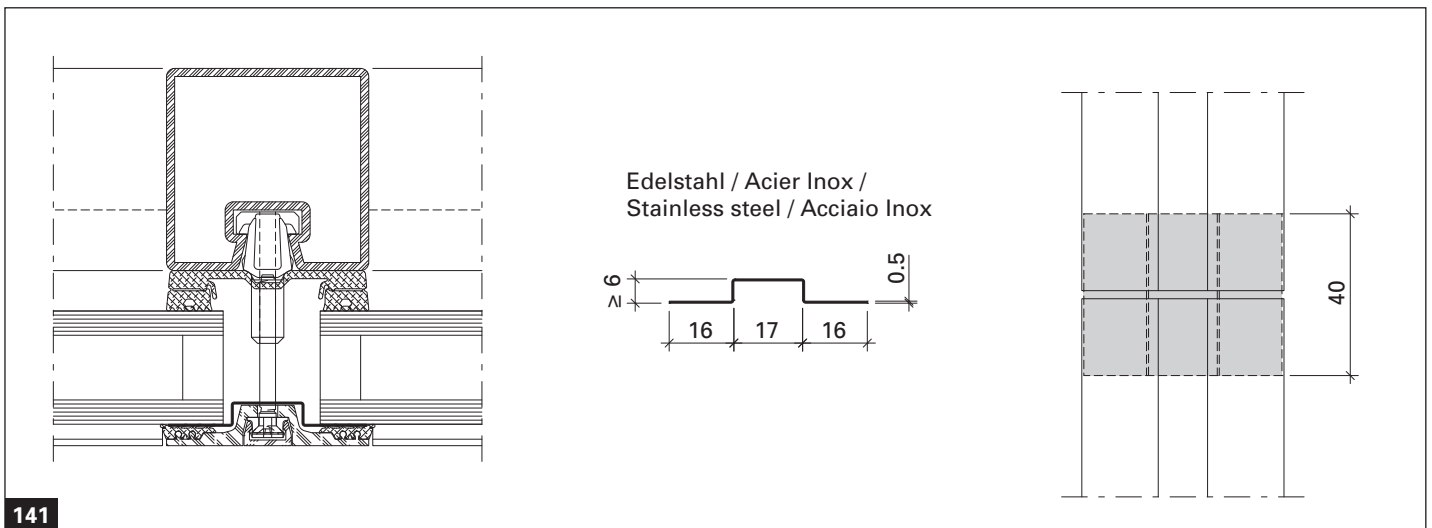 Edelstahl / Acier Inox /
Stainless steel / Acciaio Inox
≥ 6
0.5
16 17 16
40
141